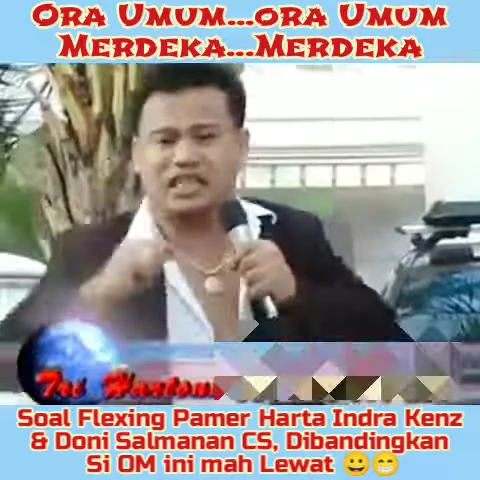 Ora Umum...ora Umum
Merdeka...Merdeka
Tri
Soal Flexing Pamer Harta Indra Kenz
& Doni Salmanan CS, Dibandingkan
Si OM ini mah Lewat 😀😁